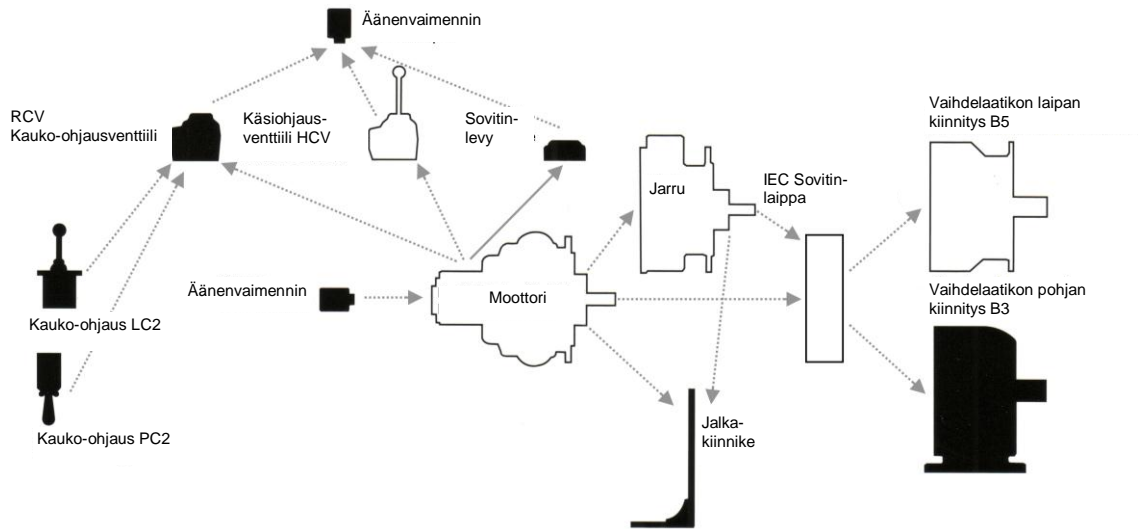 Äänenvaimennin
RCV
Kauko-ohjausventtiili
Käsiohjaus-
venttiili HCV
Sovitin-
levy
Vaihdelaatikon laipan
kiinnitys B5
Jarru
IEC Sovitin-
laippa
Äänenvaimennin
Moottori
Vaihdelaatikon pohjan
kiinnitys B3
Kauko-ohjaus LC2
Kauko-ohjaus PC2
Jalka-
kiinnike